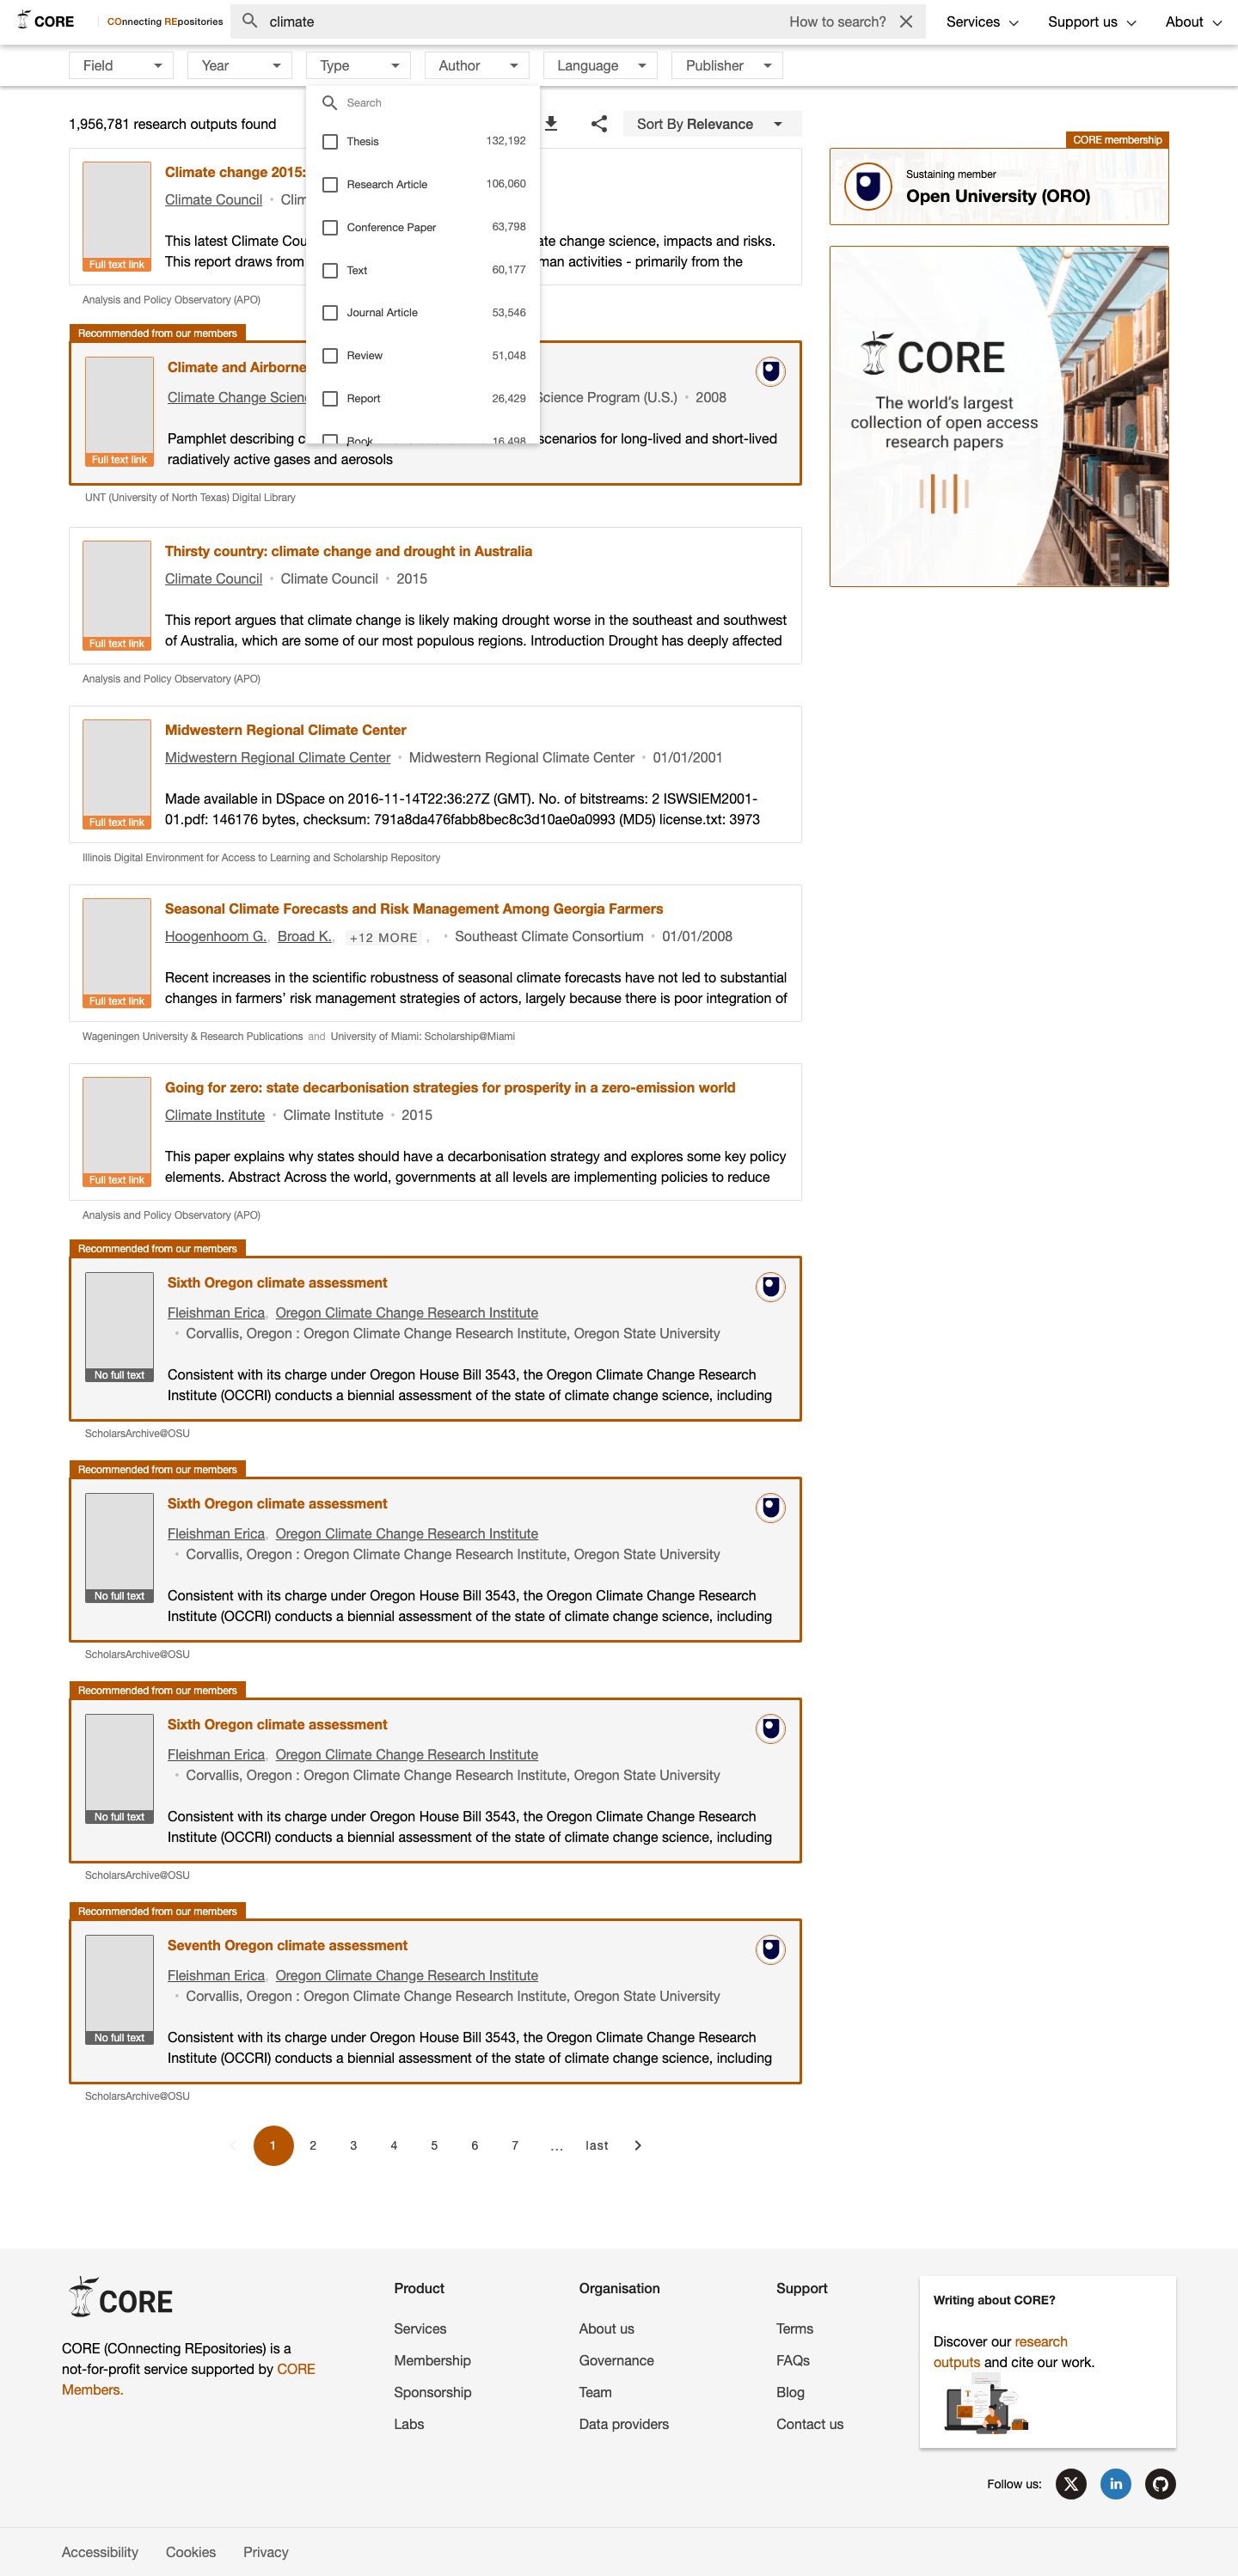 CORE
COnnecting REpositories
climate
How to search?
Services
Support us
About
Field
Year
Type
Author
Language
Publisher
Search
Thesis 132,192
Research Article 106,060
Conference Paper 63,798
Text 60,177
Journal Article 53,546
Review 51,048
Report 26,429
Book 16,498
1,956,781 research outputs found
Sort By Relevance
Climate change 2015:
Climate Council • Clim
This latest Climate Cou ate change science, impacts and risks.
This report draws from man activities - primarily from the
Full text link
Analysis and Policy Observatory (APO)
Recommended from our members
Climate and Airborne
Climate Change Scienc Science Program (U.S.) • 2008
Pamphlet describing c scenarios for long-lived and short-lived
radiatively active gases and aerosols
Full text link
UNT (University of North Texas) Digital Library
Thirsty country: climate change and drought in Australia
Climate Council • Climate Council • 2015
This report argues that climate change is likely making drought worse in the southeast and southwest
of Australia, which are some of our most populous regions. Introduction Drought has deeply affected
Full text link
Analysis and Policy Observatory (APO)
Midwestern Regional Climate Center
Midwestern Regional Climate Center • Midwestern Regional Climate Center • 01/01/2001
Made available in DSpace on 2016-11-14T22:36:27Z (GMT). No. of bitstreams: 2 ISWSIEM2001-
01.pdf: 146176 bytes, checksum: 791a8da476fabb8bec8c3d10ae0a0993 (MD5) license.txt: 3973
Full text link
Illinois Digital Environment for Access to Learning and Scholarship Repository
Seasonal Climate Forecasts and Risk Management Among Georgia Farmers
Hoogenhoom G., Broad K., +12 MORE , • Southeast Climate Consortium • 01/01/2008
Recent increases in the scientific robustness of seasonal climate forecasts have not led to substantial
changes in farmers’ risk management strategies of actors, largely because there is poor integration of
Full text link
Wageningen University & Research Publications and University of Miami: Scholarship@Miami
Going for zero: state decarbonisation strategies for prosperity in a zero-emission world
Climate Institute • Climate Institute • 2015
This paper explains why states should have a decarbonisation strategy and explores some key policy
elements. Abstract Across the world, governments at all levels are implementing policies to reduce
Full text link
Analysis and Policy Observatory (APO)
Recommended from our members
Sixth Oregon climate assessment
Fleishman Erica, Oregon Climate Change Research Institute
• Corvallis, Oregon : Oregon Climate Change Research Institute, Oregon State University
Consistent with its charge under Oregon House Bill 3543, the Oregon Climate Change Research
Institute (OCCRI) conducts a biennial assessment of the state of climate change science, including
No full text
ScholarsArchive@OSU
Recommended from our members
Sixth Oregon climate assessment
Fleishman Erica, Oregon Climate Change Research Institute
• Corvallis, Oregon : Oregon Climate Change Research Institute, Oregon State University
Consistent with its charge under Oregon House Bill 3543, the Oregon Climate Change Research
Institute (OCCRI) conducts a biennial assessment of the state of climate change science, including
No full text
ScholarsArchive@OSU
Recommended from our members
Sixth Oregon climate assessment
Fleishman Erica, Oregon Climate Change Research Institute
• Corvallis, Oregon : Oregon Climate Change Research Institute, Oregon State University
Consistent with its charge under Oregon House Bill 3543, the Oregon Climate Change Research
Institute (OCCRI) conducts a biennial assessment of the state of climate change science, including
No full text
ScholarsArchive@OSU
Recommended from our members
Seventh Oregon climate assessment
Fleishman Erica, Oregon Climate Change Research Institute
• Corvallis, Oregon : Oregon Climate Change Research Institute, Oregon State University
Consistent with its charge under Oregon House Bill 3543, the Oregon Climate Change Research
Institute (OCCRI) conducts a biennial assessment of the state of climate change science, including
No full text
ScholarsArchive@OSU
1 2 3 4 5 6 7 ... last
CORE membership
Sustaining member
Open University (ORO)
CORE
The world's largest
collection of open access
research papers
CORE
CORE (COnnecting REpositories) is a
not-for-profit service supported by CORE
Members.
Product
Services
Membership
Sponsorship
Labs
Organisation
About us
Governance
Team
Data providers
Support
Terms
FAQs
Blog
Contact us
Writing about CORE?
Discover our research
outputs and cite our work.
Follow us:
Accessibility
Cookies
Privacy